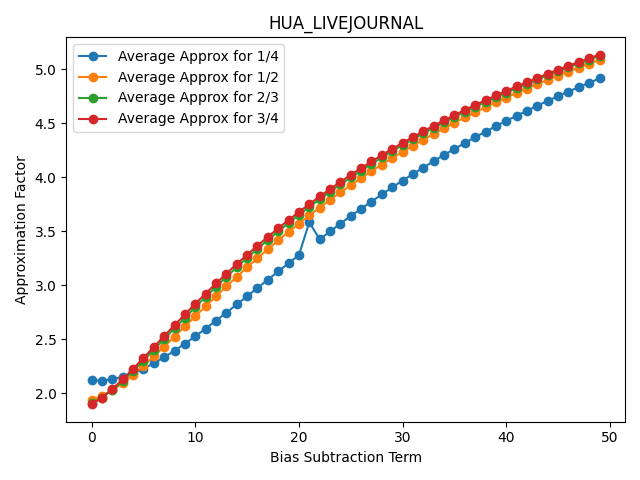 HUA_LIVEJOURNAL
Average Approx for 1/4
Average Approx for 1/2
Average Approx for 2/3
Average Approx for 3/4
Approximation Factor
5.0
4.5
4.0
3.5
3.0
2.5
2.0
0 10 20 30 40 50
Bias Subtraction Term